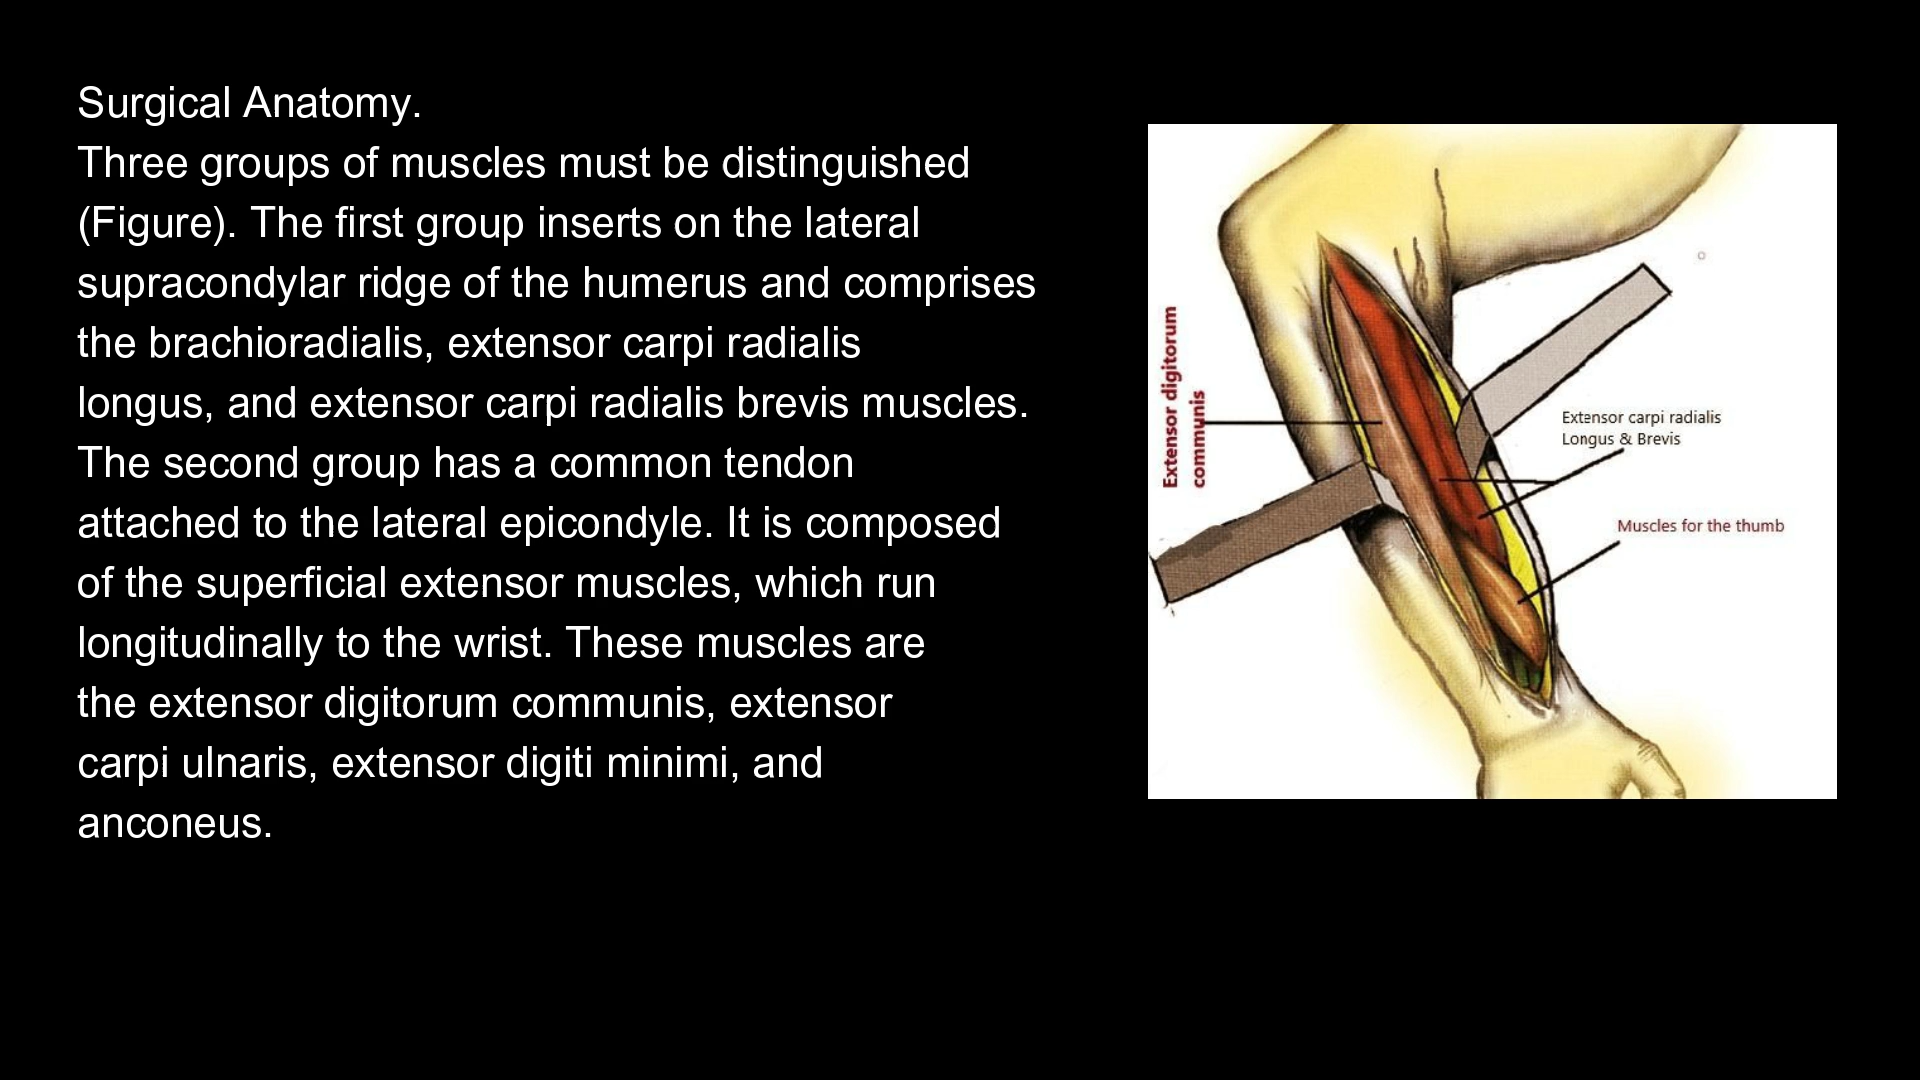 Surgical Anatomy.
Three groups of muscles must be distinguished
(Figure). The first group inserts on the lateral
supracondylar ridge of the humerus and comprises
the brachioradialis, extensor carpi radialis
longus, and extensor carpi radialis brevis muscles.
The second group has a common tendon
attached to the lateral epicondyle. It is composed
of the superficial extensor muscles, which run
longitudinally to the wrist. These muscles are
the extensor digitorum communis, extensor
carpi ulnaris, extensor digiti minimi, and
anconeus.
Extensor digitorum
communis
Extensor carpi radialis
Longus & Brevis
Muscles for the thumb